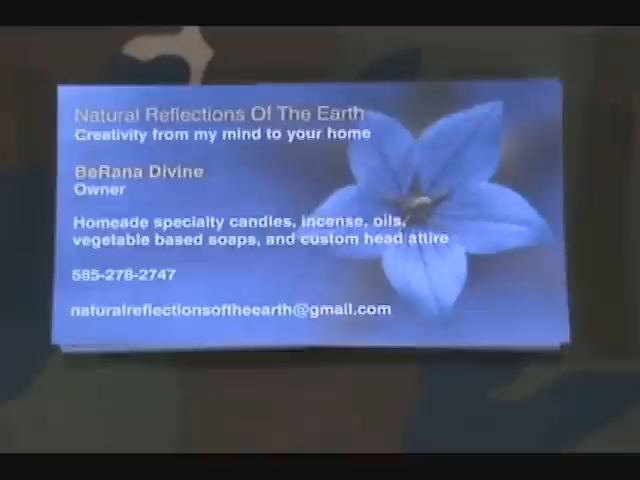 Natural Reflections Of The Earth
Creativity from my mind to your home
BeRana Divine
Owner
Homeade specialty candles, incense, oils,
vegetable based soaps, and custom head attire
585-278-2747
naturalreflectionsoftheearth@gmail.com